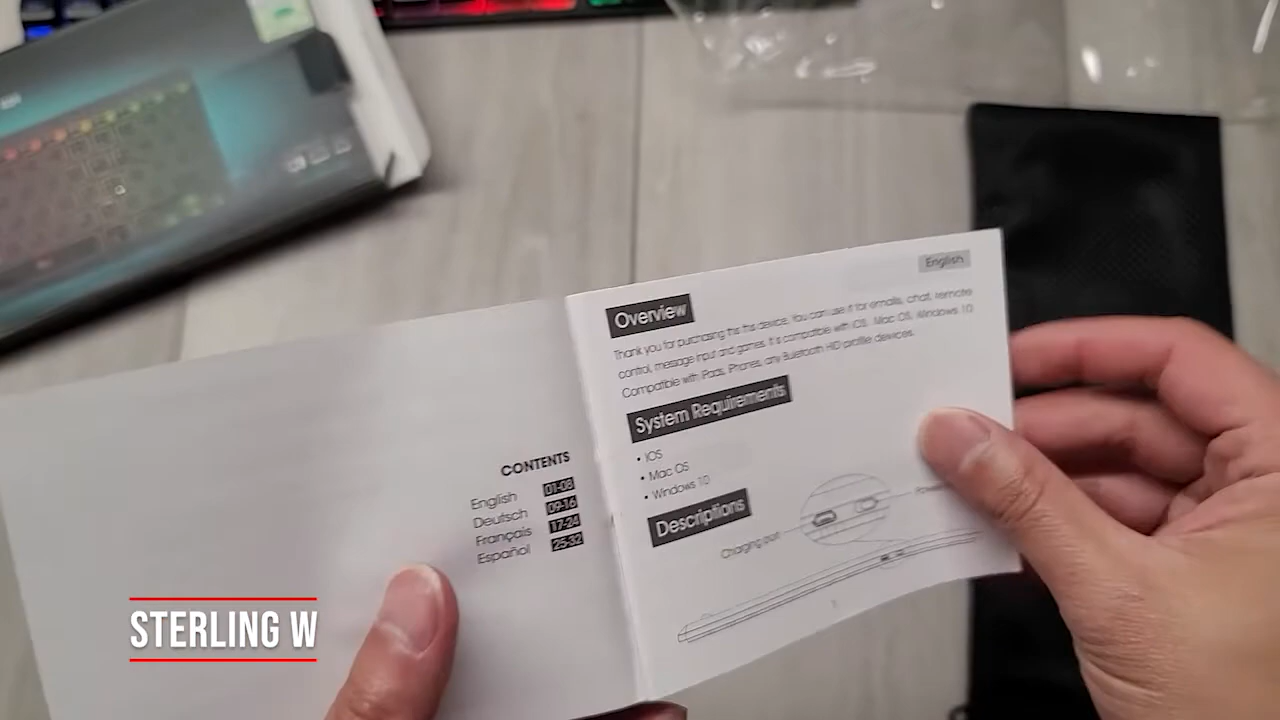 CONTENTS
English 01-08
Deutsch 09-16
Français 17-24
Español 25-32
English
Overview
Thank you for purchasing this this device. You can use it for emails, chat, remote
control, message input and games. It is compatible with iOS, Mac OS, Windows 10
Compatible with iPads, iPhones, any Bluetooth HID profile devices.
System Requirements
• iOS
• Mac OS
• Windows 10
Descriptions
Charging port
STERLING W